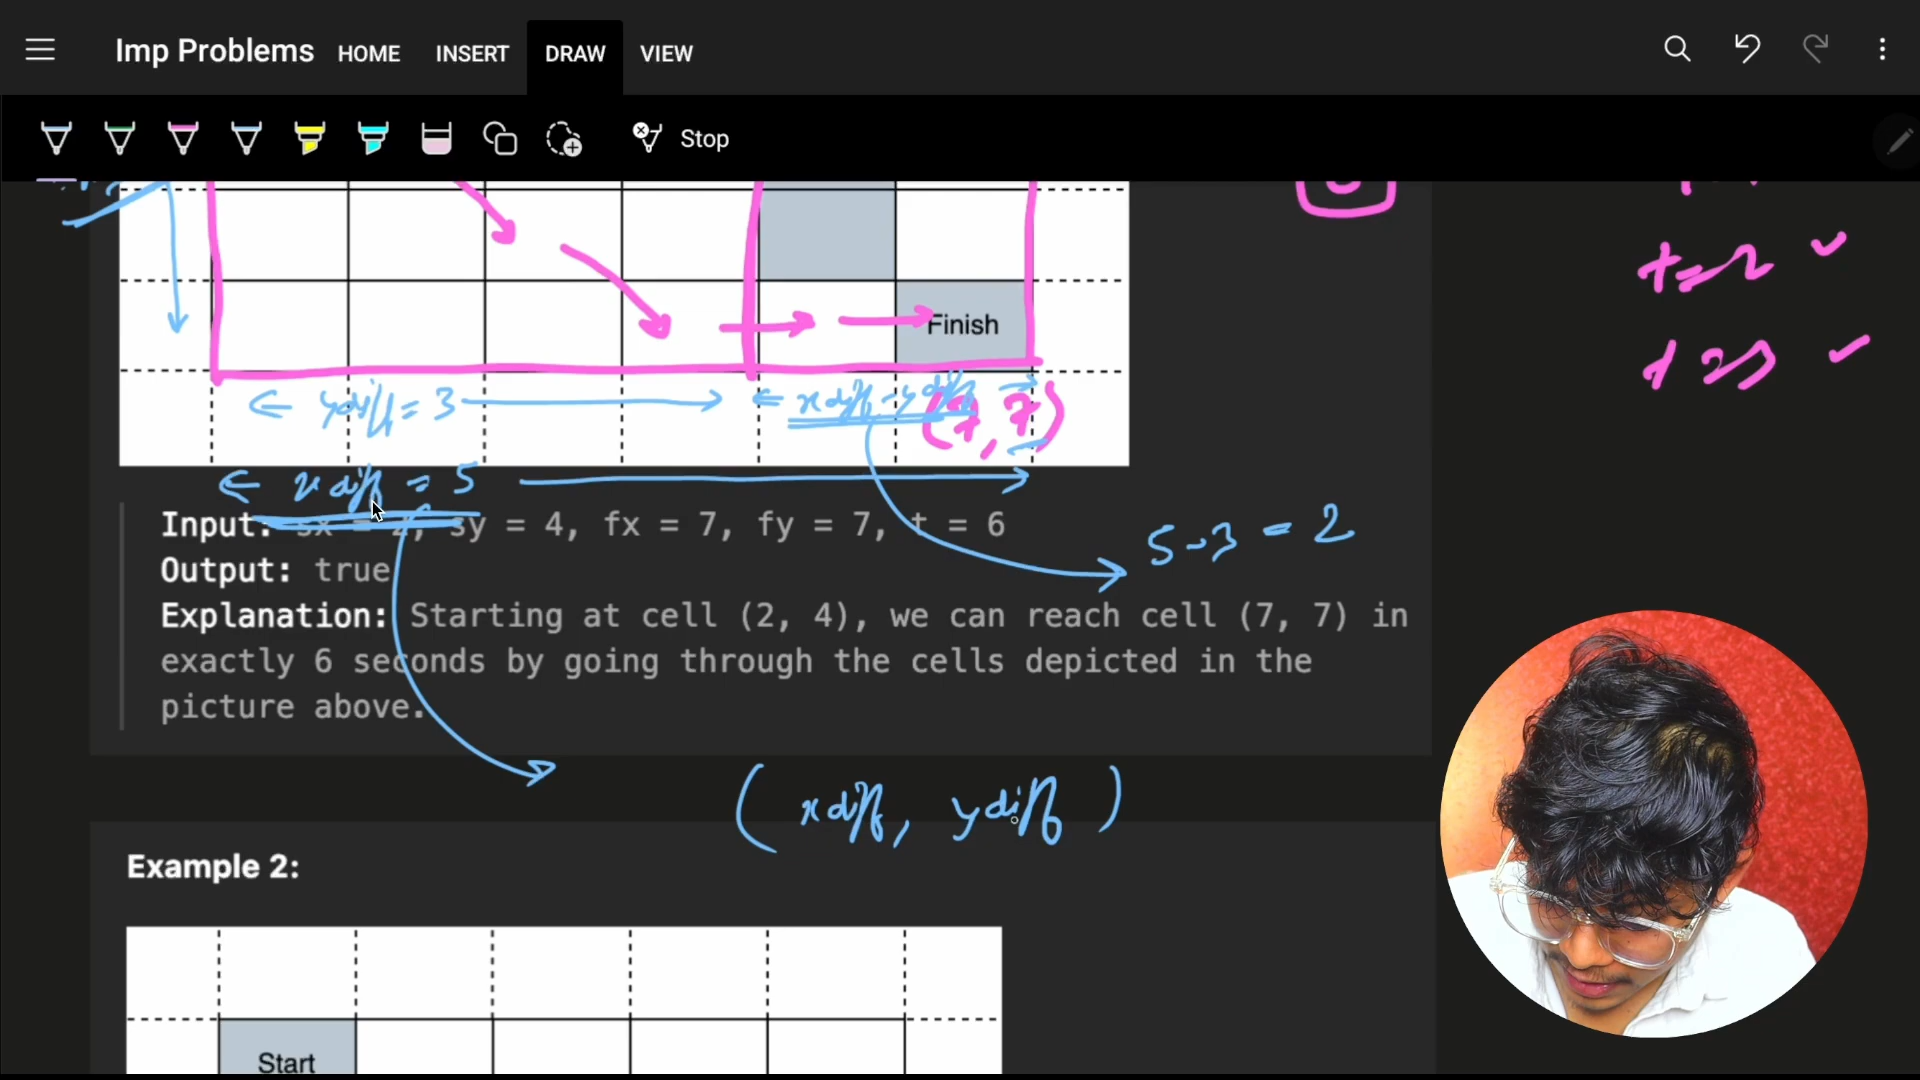 Imp Problems HOME INSERT DRAW VIEW
Stop
t=2 ✓
Finish
ydiff = 3
xdiff - ydiff
(7, 7)
xdiff = 5
Input: sx = 2, sy = 4, fx = 7, fy = 7, t = 6
5-3 = 2
Output: true
Explanation: Starting at cell (2, 4), we can reach cell (7, 7) in
exactly 6 seconds by going through the cells depicted in the
picture above.
(xdiff, ydiff)
Example 2:
Start